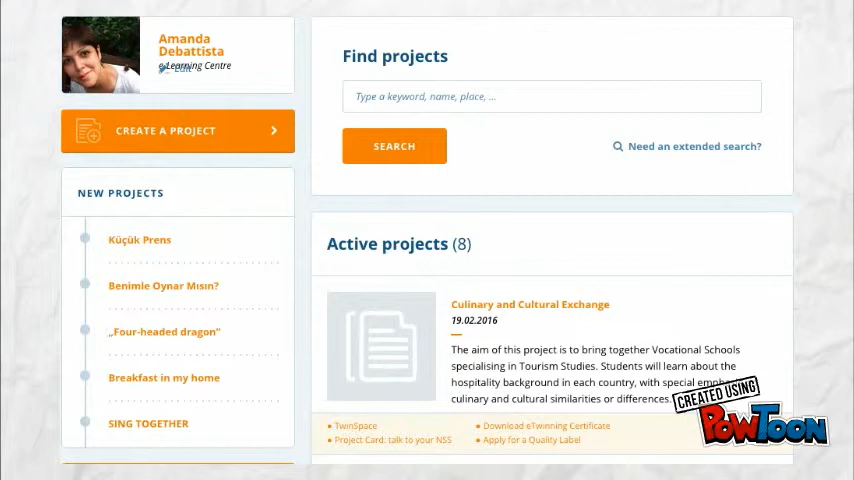 Amanda
Debattista
eLearning Centre
Edit
CREATE A PROJECT
NEW PROJECTS
Küçük Prens
Benimle Oynar Mısın?
„Four-headed dragon"
Breakfast in my home
SING TOGETHER
Find projects
Type a keyword, name, place, ...
SEARCH
Need an extended search?
Active projects (8)
Culinary and Cultural Exchange
19.02.2016
The aim of this project is to bring together Vocational Schools
specialising in Tourism Studies. Students will learn about the
hospitality background in each country, with special
culinary and cultural similarities or differences.
TwinSpace
Download eTwinning Certificate
Project Card: talk to your NSS
Apply for a Quality Label
CREATED USING
POWTOON